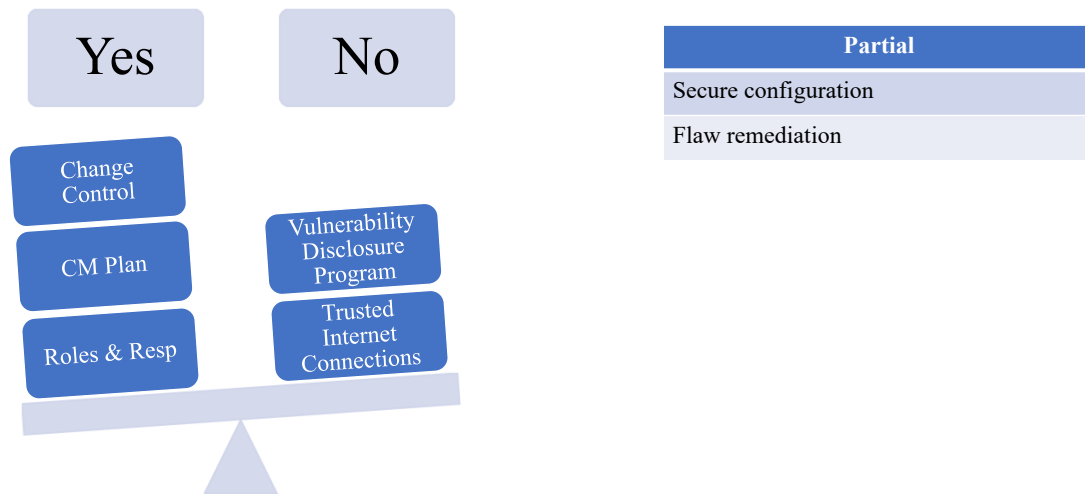 Yes
No
Change
Control
CM Plan
Roles & Resp
Vulnerability
Disclosure
Program
Trusted
Internet
Connections
Partial
Secure configuration
Flaw remediation